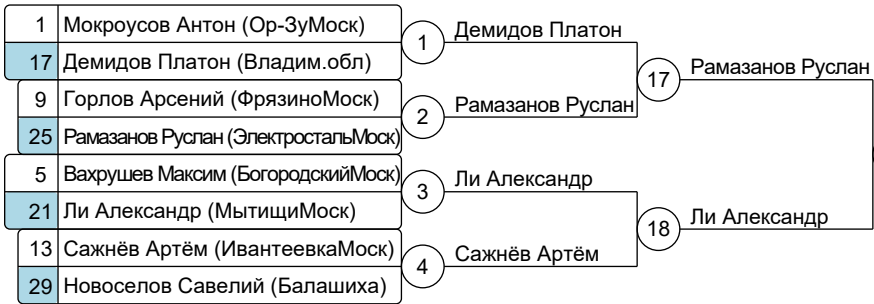 1 Мокроусов Антон (Ор-ЗуМоск)
17 Демидов Платон (Владим.обл)
9 Горлов Арсений (ФрязиноМоск)
25 Рамазанов Руслан (ЭлектростальМоск)
5 Вахрушев Максим (БогородскийМоск)
21 Ли Александр (МытищиМоск)
13 Сажнёв Артём (ИвантеевкаМоск)
29 Новоселов Савелий (Балашиха)
1 Демидов Платон
2 Рамазанов Руслан
3 Ли Александр
4 Сажнёв Артём
17 Рамазанов Руслан
18 Ли Александр